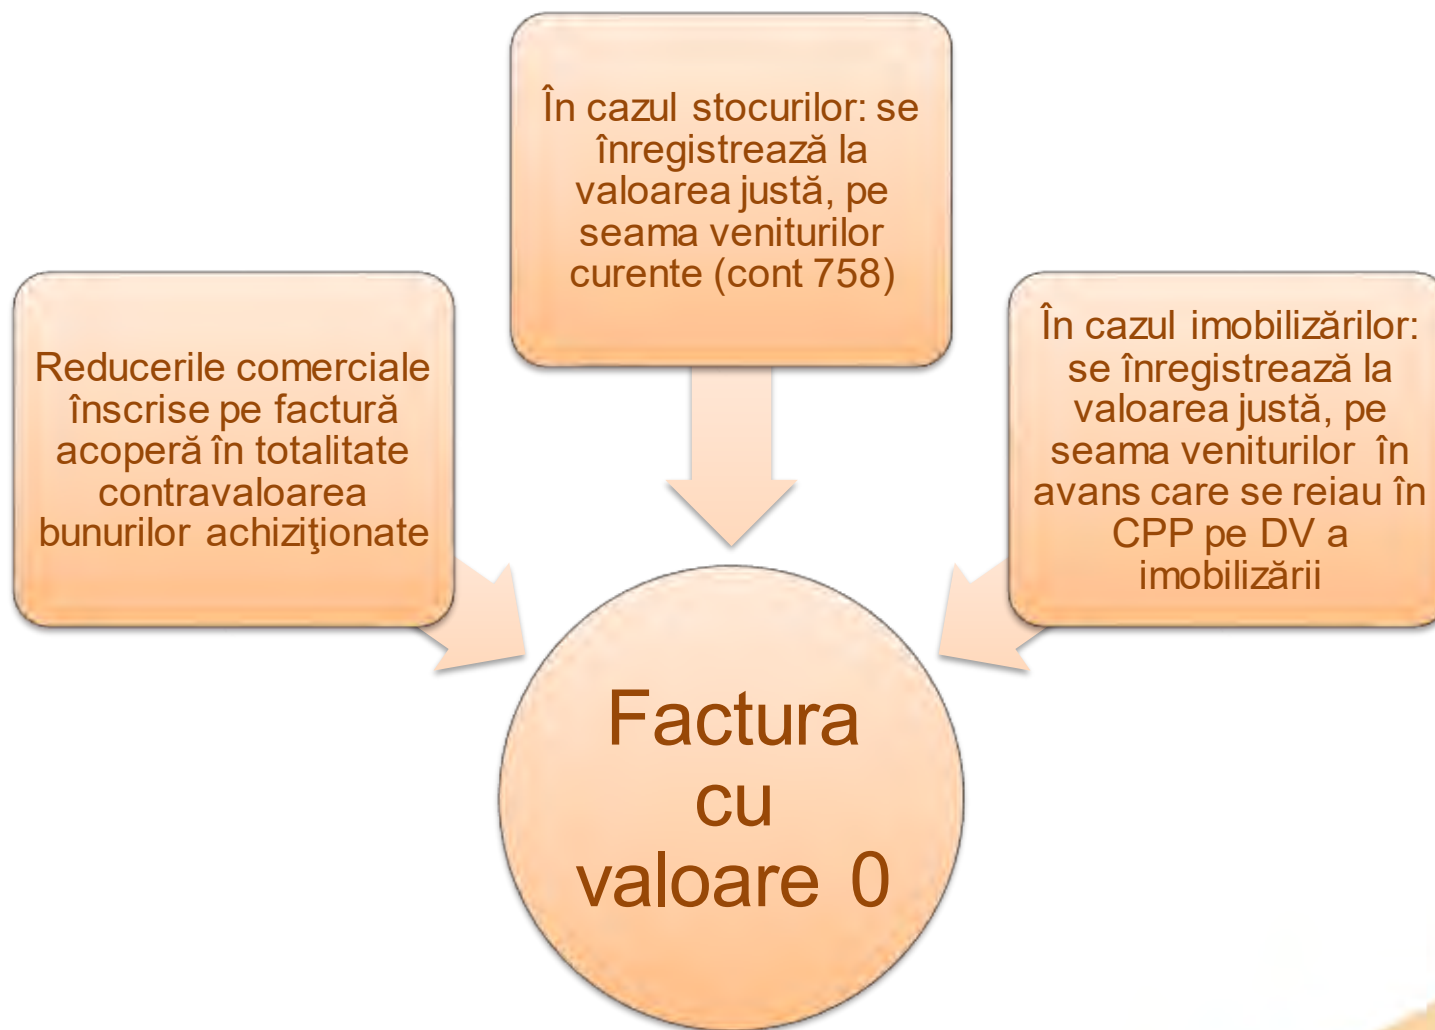 Reducerile comerciale
înscrise pe factură
acoperă în totalitate
contravaloarea
bunurilor achiziţionate
În cazul stocurilor: se
înregistrează la
valoarea justă, pe
seama veniturilor
curente (cont 758)
În cazul imobilizărilor:
se înregistrează la
valoarea justă, pe
seama veniturilor în
avans care se reiau în
CPP pe DV a
imobilizării
Factura
cu
valoare 0